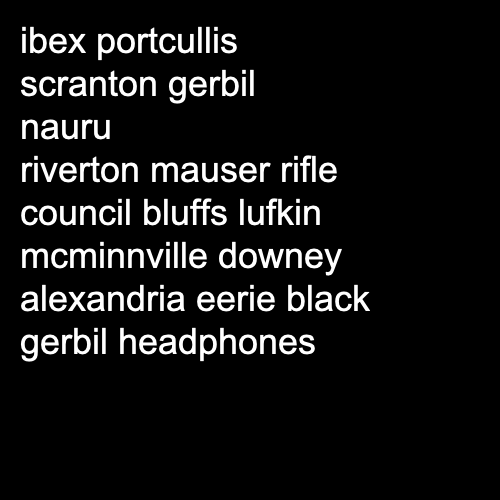 ibex portcullis
scranton gerbil
nauru
riverton mauser rifle
council bluffs lufkin
mcminnville downey
alexandria eerie black
gerbil headphones